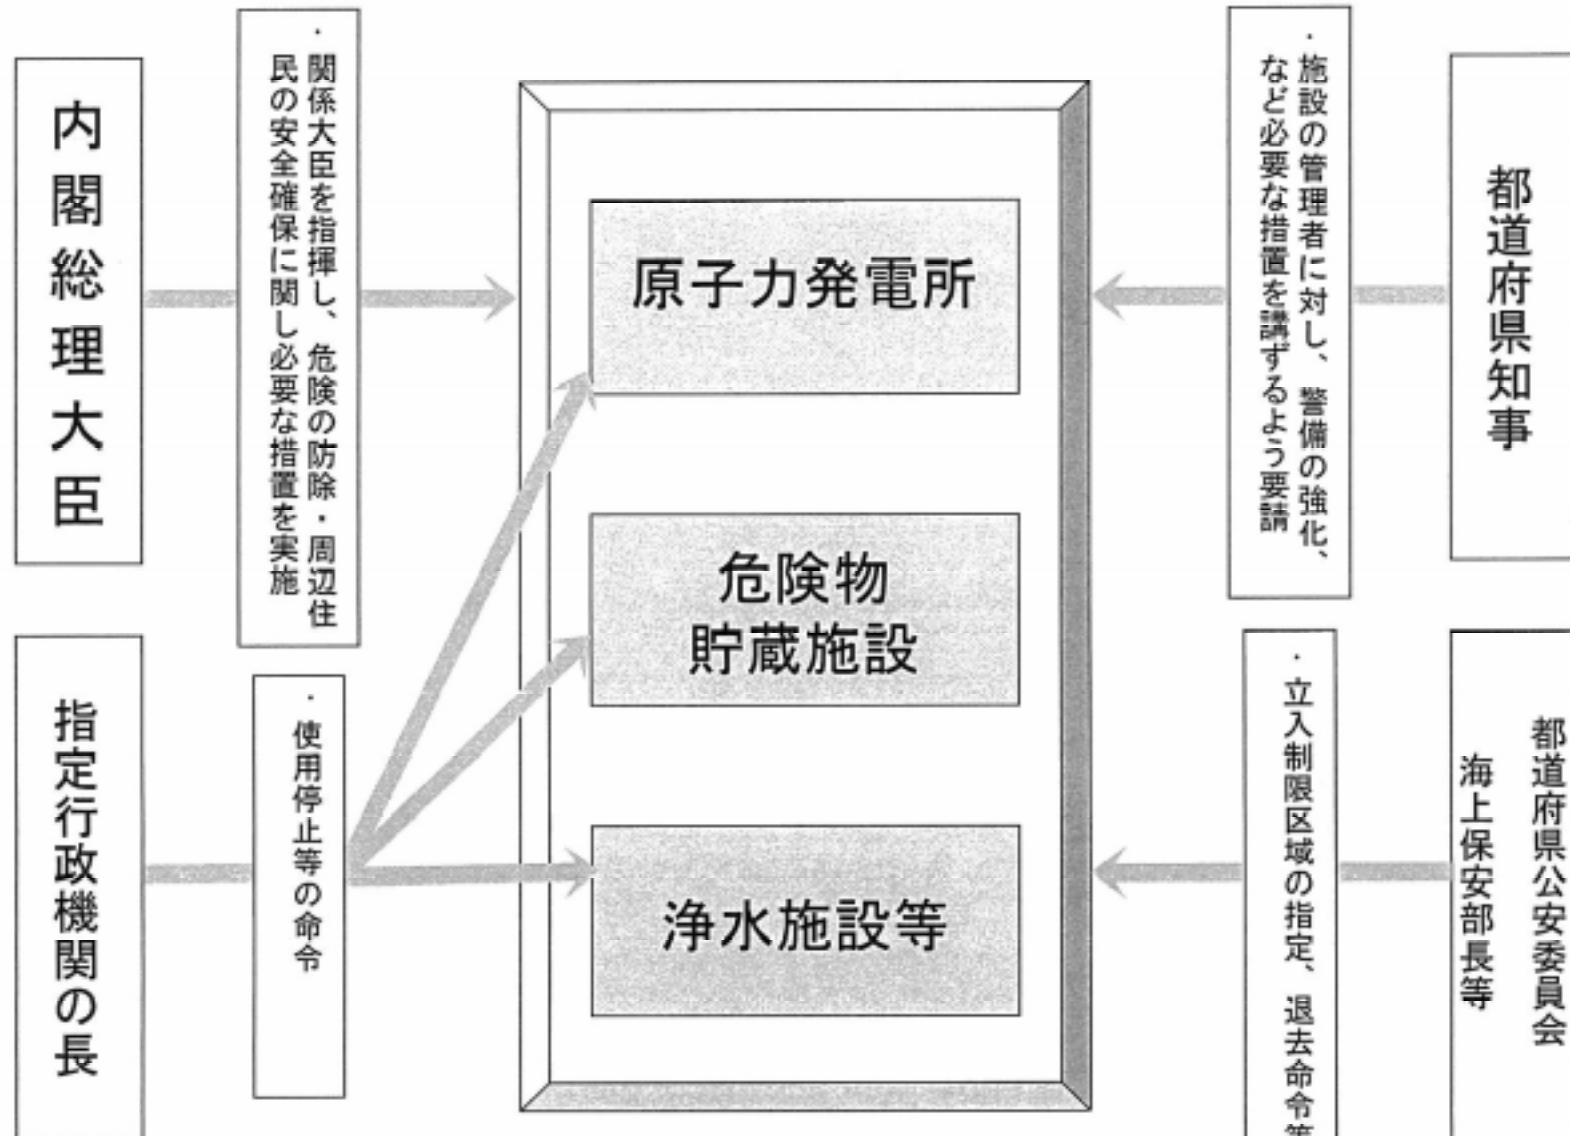 内閣総理大臣
・関係大臣を指揮し、危険の防除・周辺住
民の安全確保に関し必要な措置を実施
指定行政機関の長
・使用停止等の命令
原子力発電所
危険物
貯蔵施設
浄水施設等
・施設の管理者に対し、警備の強化、
など必要な措置を講ずるよう要請
都道府県知事
・立入制限区域の指定、退去命令等
都道府県公安委員会
海上保安部長等